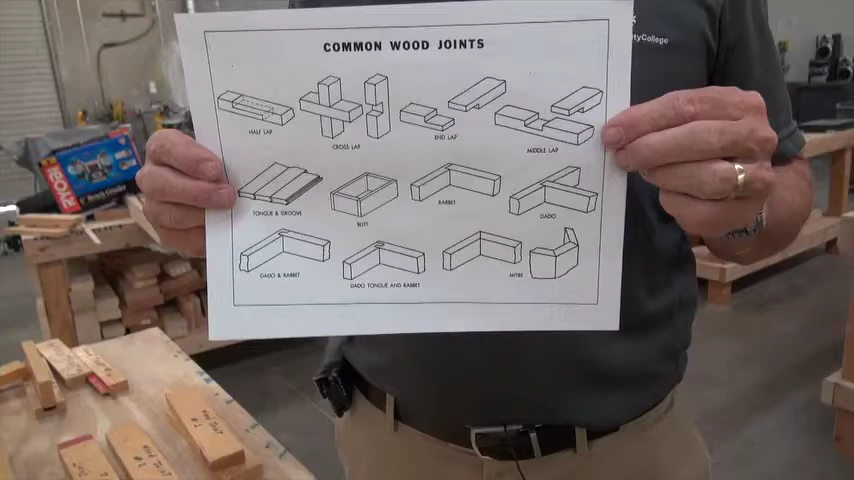 COMMON WOOD JOINTS
HALF LAP
CROSS LAP
END LAP
MIDDLE LAP
TONGUE & GROOVE
BUTT
RABBET
DADO
DADO & RABBET
DADO TONGUE AND RABBET
MITRE
RYOBI